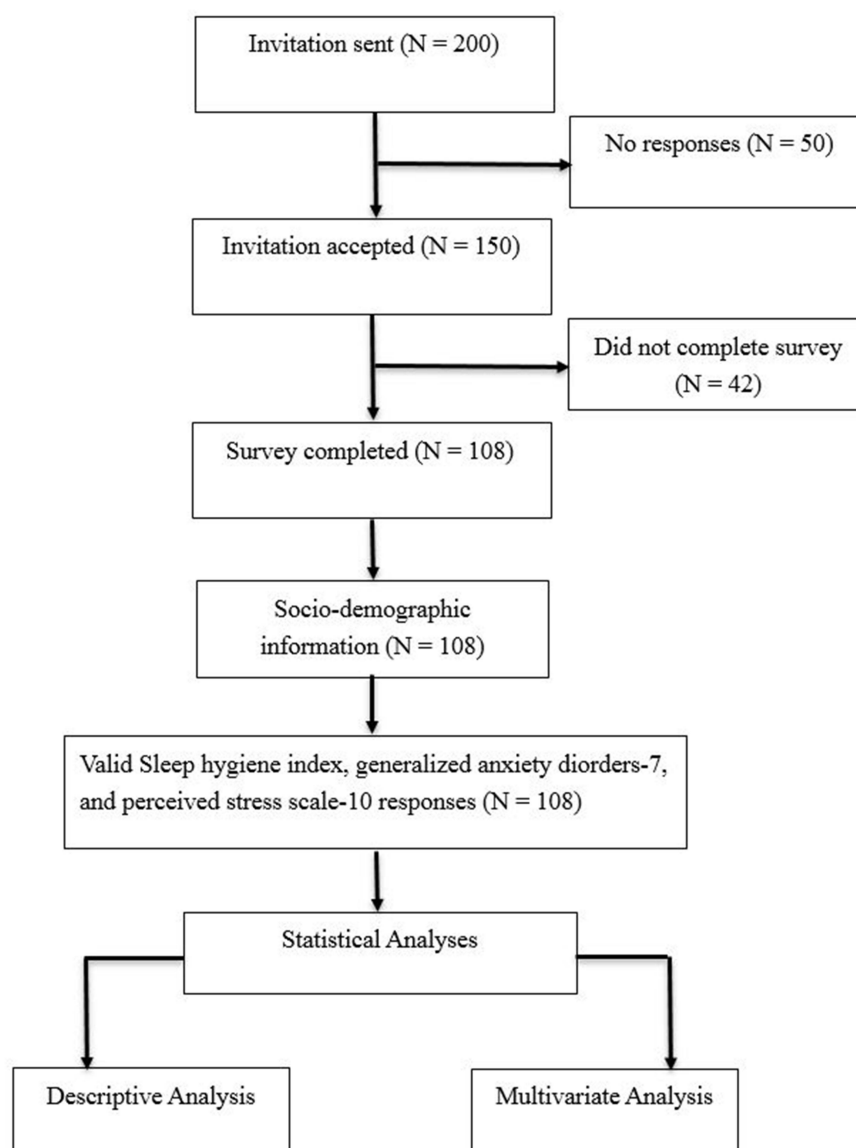 Invitation sent (N = 200)
No responses (N = 50)
Invitation accepted (N = 150)
Did not complete survey
(N = 42)
Survey completed (N = 108)
Socio-demographic
information (N = 108)
Valid Sleep hygiene index, generalized anxiety diorders-7,
and perceived stress scale-10 responses (N = 108)
Statistical Analyses
Descriptive Analysis
Multivariate Analysis